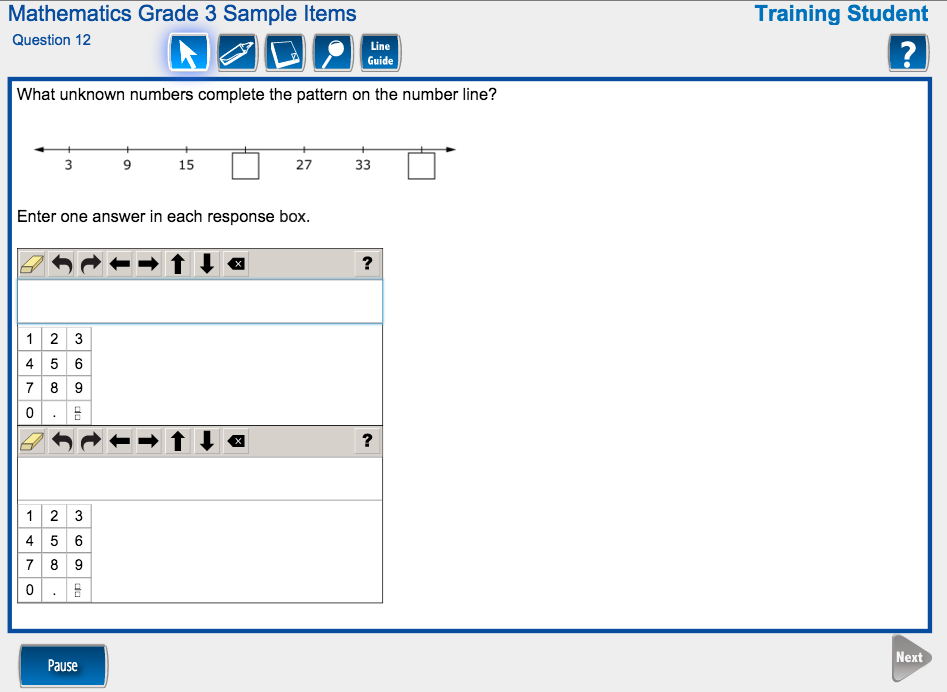 Mathematics Grade 3 Sample Items
Training Student
Question 12
Line
Guide
?
What unknown numbers complete the pattern on the number line?
3 9 15 27 33
Enter one answer in each response box.
?
1 2 3
4 5 6
7 8 9
0 .
?
1 2 3
4 5 6
7 8 9
0 .
Pause
Next